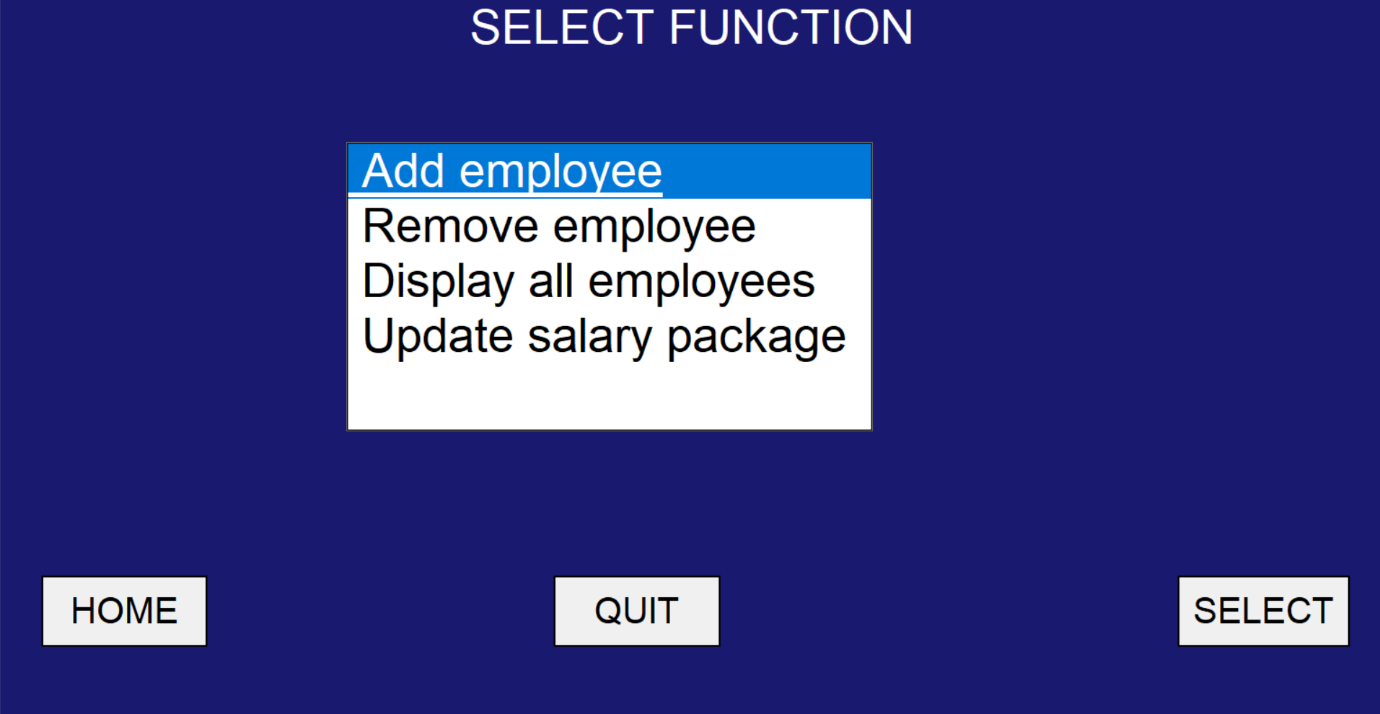 SELECT FUNCTION
Add employee
Remove employee
Display all employees
Update salary package
HOME
QUIT
SELECT